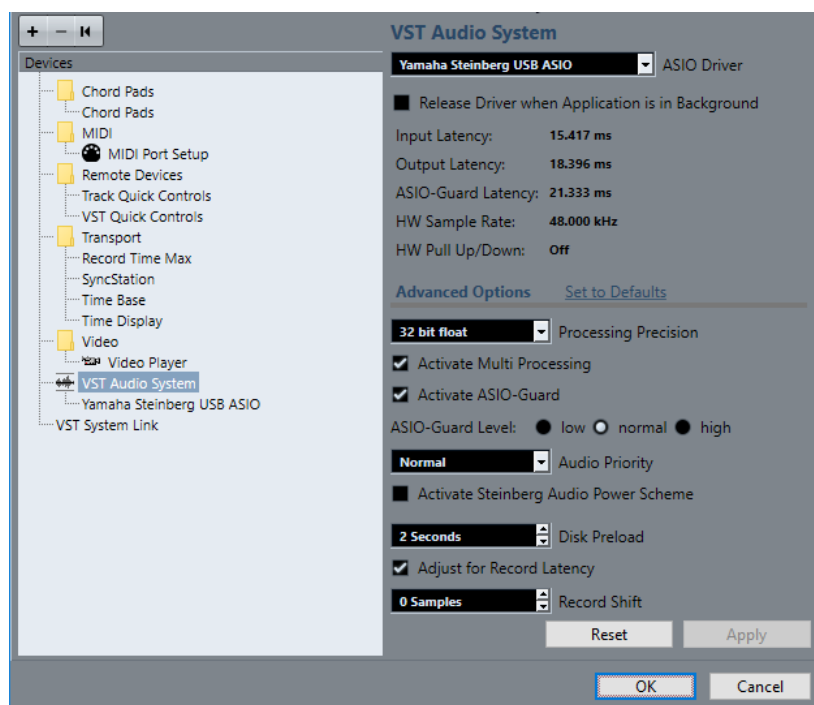 Devices
Chord Pads
Chord Pads
MIDI
MIDI Port Setup
Remote Devices
Track Quick Controls
VST Quick Controls
Transport
Record Time Max
SyncStation
Time Base
Time Display
Video
Video Player
VST Audio System
Yamaha Steinberg USB ASIO
VST System Link
VST Audio System
Yamaha Steinberg USB ASIO ASIO Driver
Release Driver when Application is in Background
Input Latency: 15.417 ms
Output Latency: 18.396 ms
ASIO-Guard Latency: 21.333 ms
HW Sample Rate: 48.000 kHz
HW Pull Up/Down: Off
Advanced Options Set to Defaults
32 bit float Processing Precision
Activate Multi Processing
Activate ASIO-Guard
ASIO-Guard Level: low normal high
Normal Audio Priority
Activate Steinberg Audio Power Scheme
2 Seconds Disk Preload
Adjust for Record Latency
0 Samples Record Shift
Reset Apply
OK Cancel